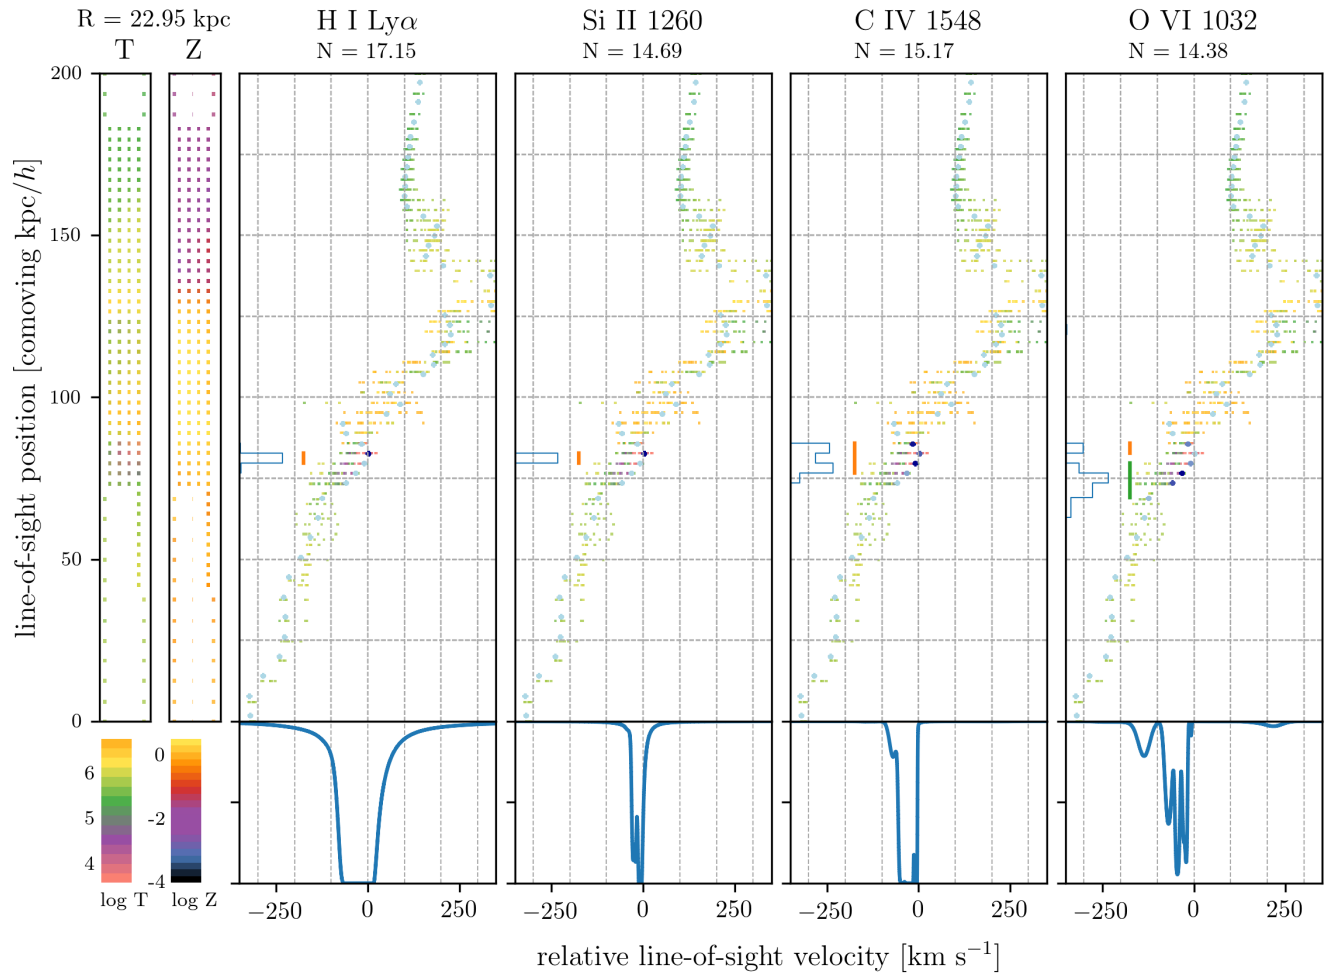 R = 22.95 kpc
T Z
H I Lyα
N = 17.15
Si II 1260
N = 14.69
C IV 1548
N = 15.17
O VI 1032
N = 14.38
line-of-sight position [comoving kpc/h]
200
150
100
50
0
6
5
4
log T
0
-2
-4
log Z
−250 0 250
−250 0 250
−250 0 250
−250 0 250
relative line-of-sight velocity [km s⁻¹]